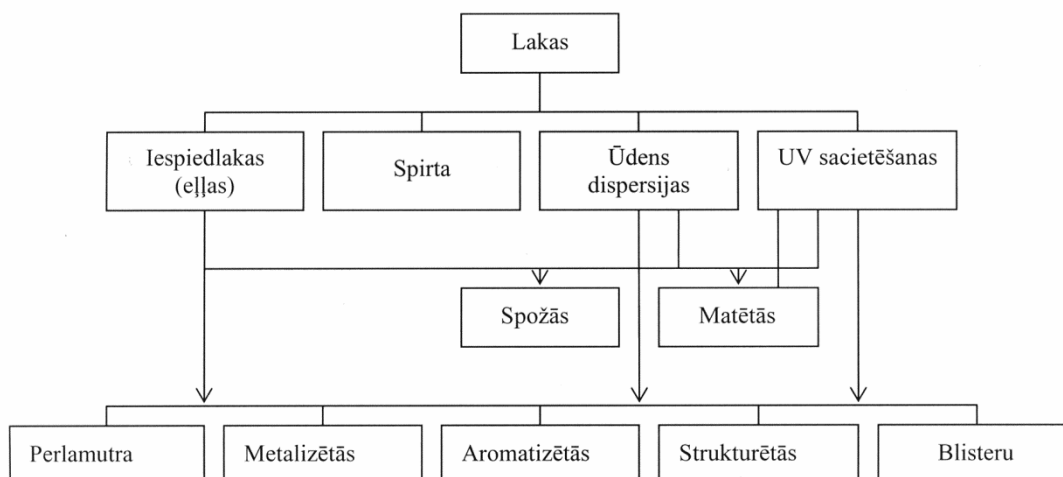 Lakas
Iespiedlakas
(eļļas)
Spirta
Ūdens
dispersijas
UV sacietēšanas
Spožās
Matētās
Perlamutra
Metalizētās
Aromatizētās
Strukturētās
Blisteru